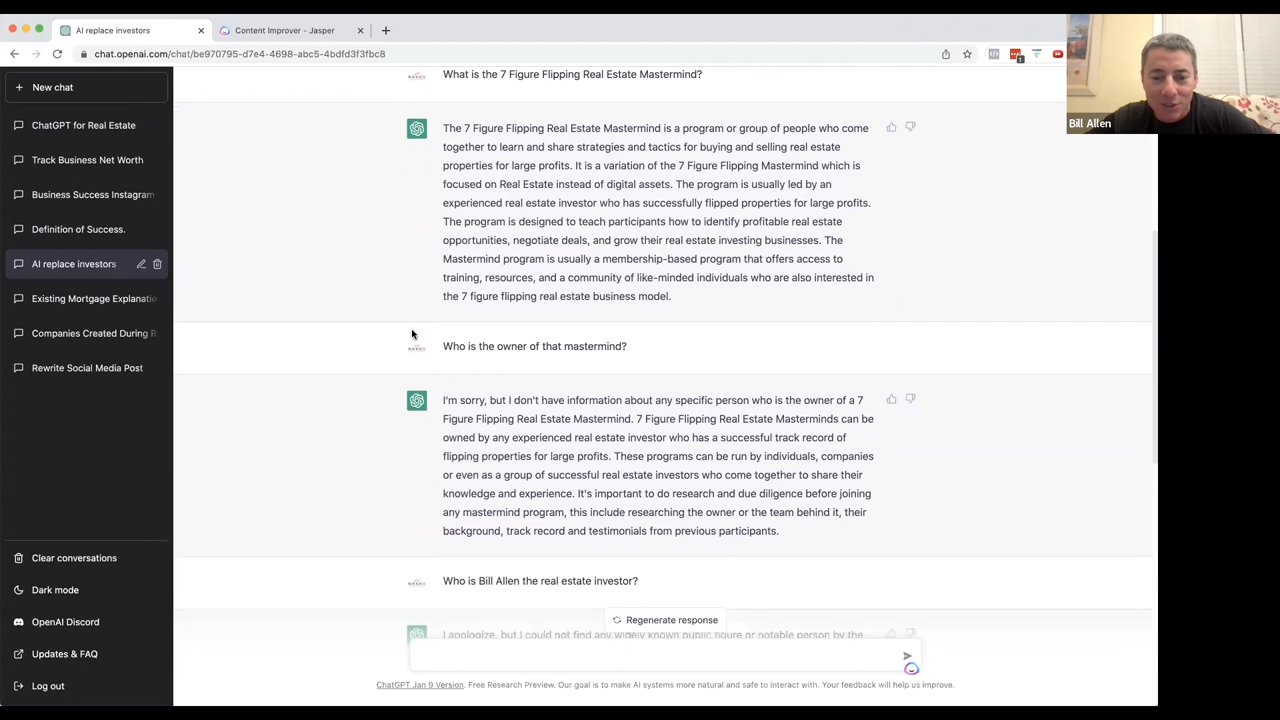 AI replace investors
Content Improver - Jasper
chat.openai.com/chat/be970795-d7e4-4698-abc5-4bdfd3f3fbc8
1
Bill Allen
New chat
ChatGPT for Real Estate
Track Business Net Worth
Business Success Instagram
Definition of Success.
AI replace investors
Existing Mortgage Explanatio
Companies Created During R
Rewrite Social Media Post
Clear conversations
Dark mode
OpenAI Discord
Updates & FAQ
Log out
What is the 7 Figure Flipping Real Estate Mastermind?
The 7 Figure Flipping Real Estate Mastermind is a program or group of people who come
together to learn and share strategies and tactics for buying and selling real estate
properties for large profits. It is a variation of the 7 Figure Flipping Mastermind which is
focused on Real Estate instead of digital assets. The program is usually led by an
experienced real estate investor who has successfully flipped properties for large profits.
The program is designed to teach participants how to identify profitable real estate
opportunities, negotiate deals, and grow their real estate investing businesses. The
Mastermind program is usually a membership-based program that offers access to
training, resources, and a community of like-minded individuals who are also interested in
the 7 figure flipping real estate business model.
Who is the owner of that mastermind?
I'm sorry, but I don't have information about any specific person who is the owner of a 7
Figure Flipping Real Estate Mastermind. 7 Figure Flipping Real Estate Masterminds can be
owned by any experienced real estate investor who has a successful track record of
flipping properties for large profits. These programs can be run by individuals, companies
or even as a group of successful real estate investors who come together to share their
knowledge and experience. It's important to do research and due diligence before joining
any mastermind program, this include researching the owner or the team behind it, their
background, track record and testimonials from previous participants.
Who is Bill Allen the real estate investor?
Regenerate response
I apologize, but I could not find any widely known public figure or notable person by the
ChatGPT Jan 9 Version. Free Research Preview. Our goal is to make AI systems more natural and safe to interact with. Your feedback will help us improve.